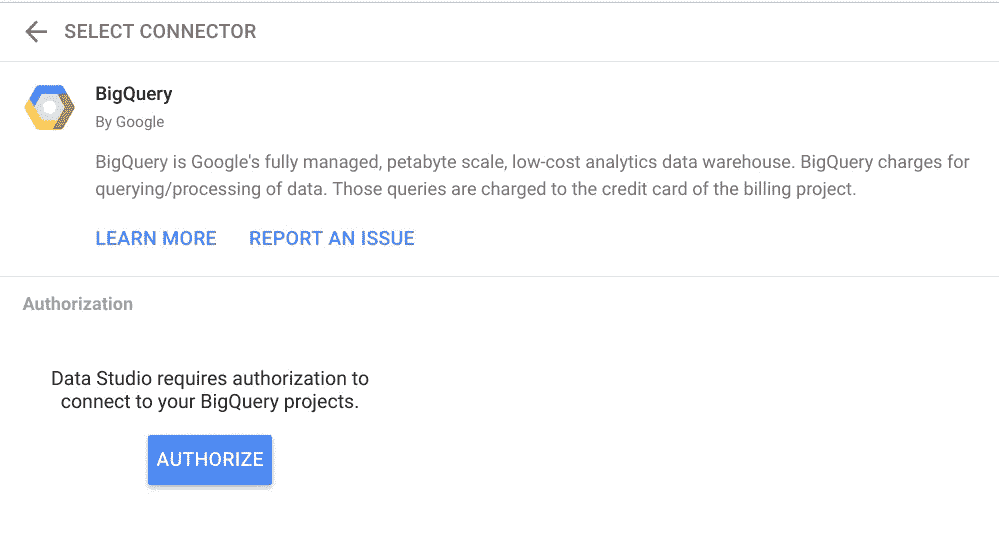 SELECT CONNECTOR
BigQuery
By Google
BigQuery is Google's fully managed, petabyte scale, low-cost analytics data warehouse. BigQuery charges for
querying/processing of data. Those queries are charged to the credit card of the billing project.
LEARN MORE REPORT AN ISSUE
Authorization
Data Studio requires authorization to
connect to your BigQuery projects.
AUTHORIZE